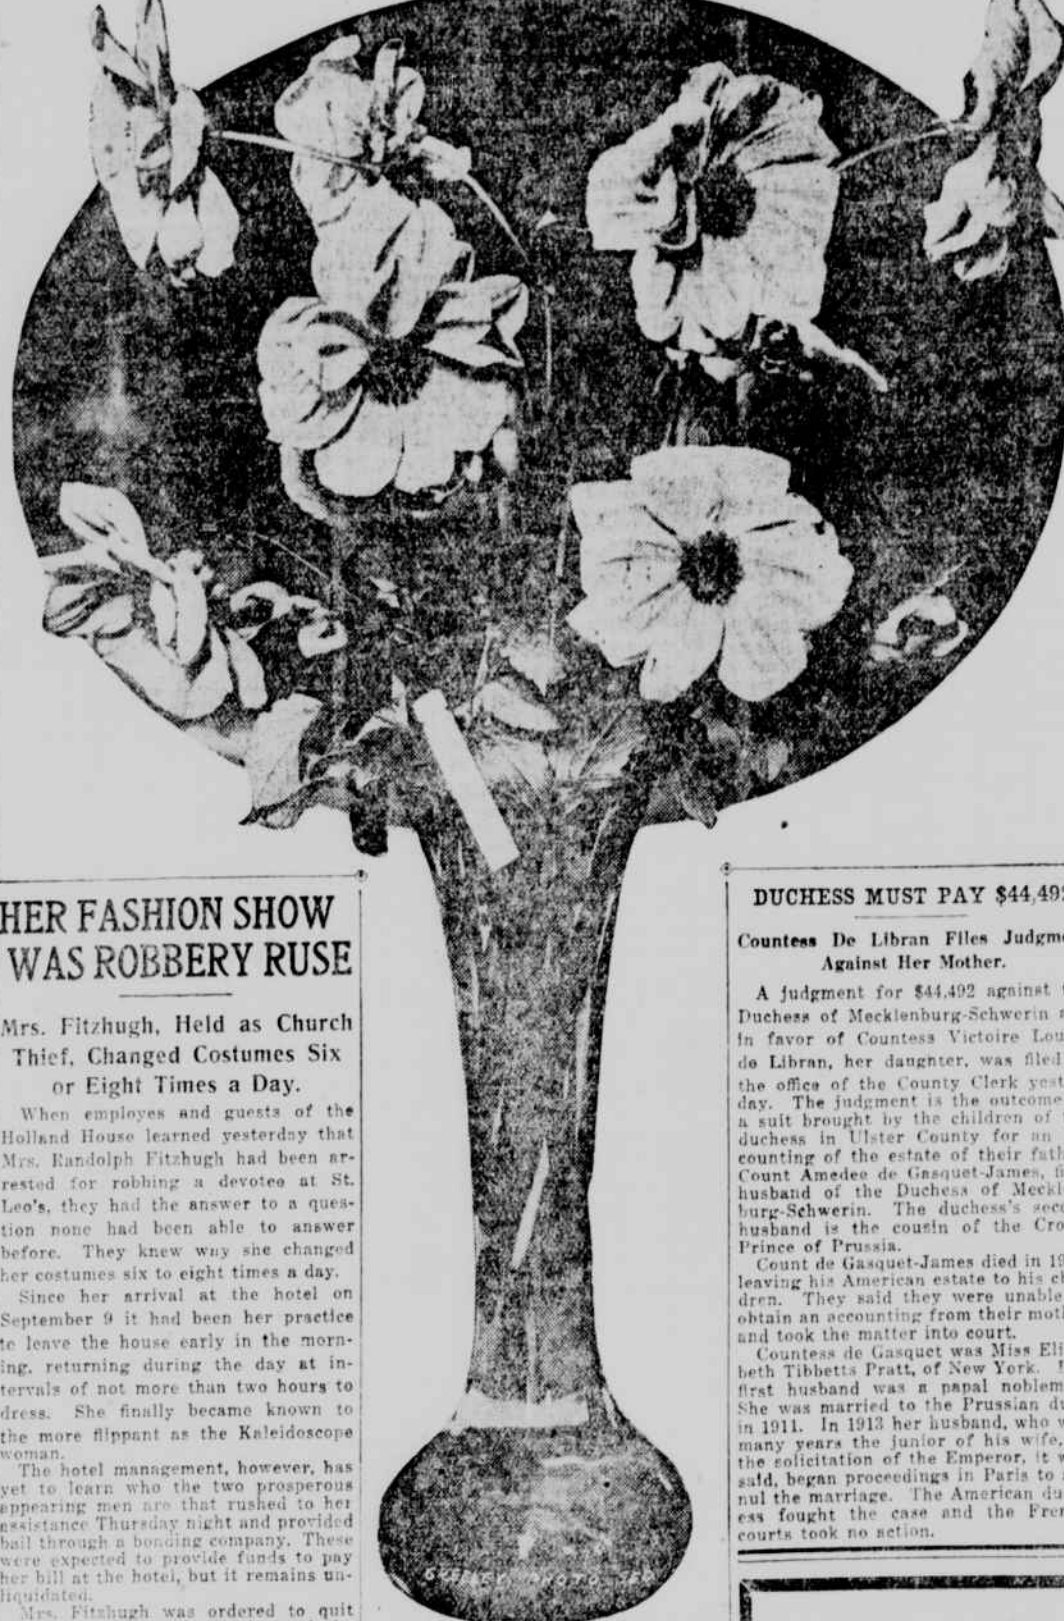 HER FASHION SHOW
WAS ROBBERY RUSE
Mrs. Fitzhugh, Held as Church
Thief, Changed Costumes Six
or Eight Times a Day.
When employes and guests of the
Holland House learned yesterday that
Mrs. Randolph Fitzhugh had been ar-
rested for robbing a devotee at St.
Leo's, they had the answer to a ques-
tion none had been able to answer
before. They knew why she changed
her costumes six to eight times a day.
Since her arrival at the hotel on
September 9 it had been her practice
to leave the house early in the morn-
ing, returning during the day at in-
tervals of not more than two hours to
dress. She finally became known to
the more flippant as the Kaleidoscope
woman.
The hotel management, however, has
yet to learn who the two prosperous
appearing men are that rushed to her
assistance Thursday night and provided
bail through a bonding company. These
were expected to provide funds to pay
her bill at the hotel, but it remains un-
liquidated.
Mrs. Fitzhugh was ordered to quit
PHOTO
DUCHESS MUST PAY $44,492
Countess De Libran Files Judgme
Against Her Mother.
A judgment for $44,492 against
Duchess of Mecklenburg-Schwerin
in favor of Countess Victoire Lou
de Libran, her daughter, was filed
the office of the County Clerk yest
day. The judgment is the outcome
a suit brought by the children of
duchess in Ulster County for an
counting of the estate of their fath
Count Amedee de Gasquet-James, fi
husband of the Duchess of Meckl
burg-Schwerin. The duchess's seco
husband is the cousin of the Cro
Prince of Prussia.
Count de Gasquet-James died in 19
leaving his American estate to his ch
dren. They said they were unable
obtain an accounting from their moth
and took the matter into court.
Countess de Gasquet was Miss Eli
beth Tibbetts Pratt, of New York.
first husband was a papal noblem
She was married to the Prussian du
in 1911. In 1913 her husband, who
many years the junior of his wife,
the solicitation of the Emperor, it w
said, began proceedings in Paris to
nul the marriage. The American du
ess fought the case and the Fren
courts took no action.